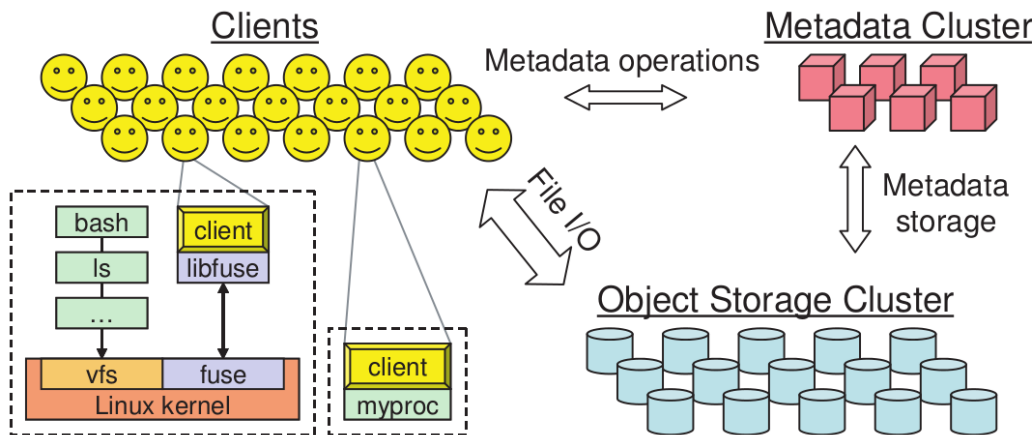 Clients
Metadata Cluster
Metadata operations
File I/O
Metadata
storage
bash
client
ls
libfuse
...
vfs
fuse
Linux kernel
client
myproc
Object Storage Cluster